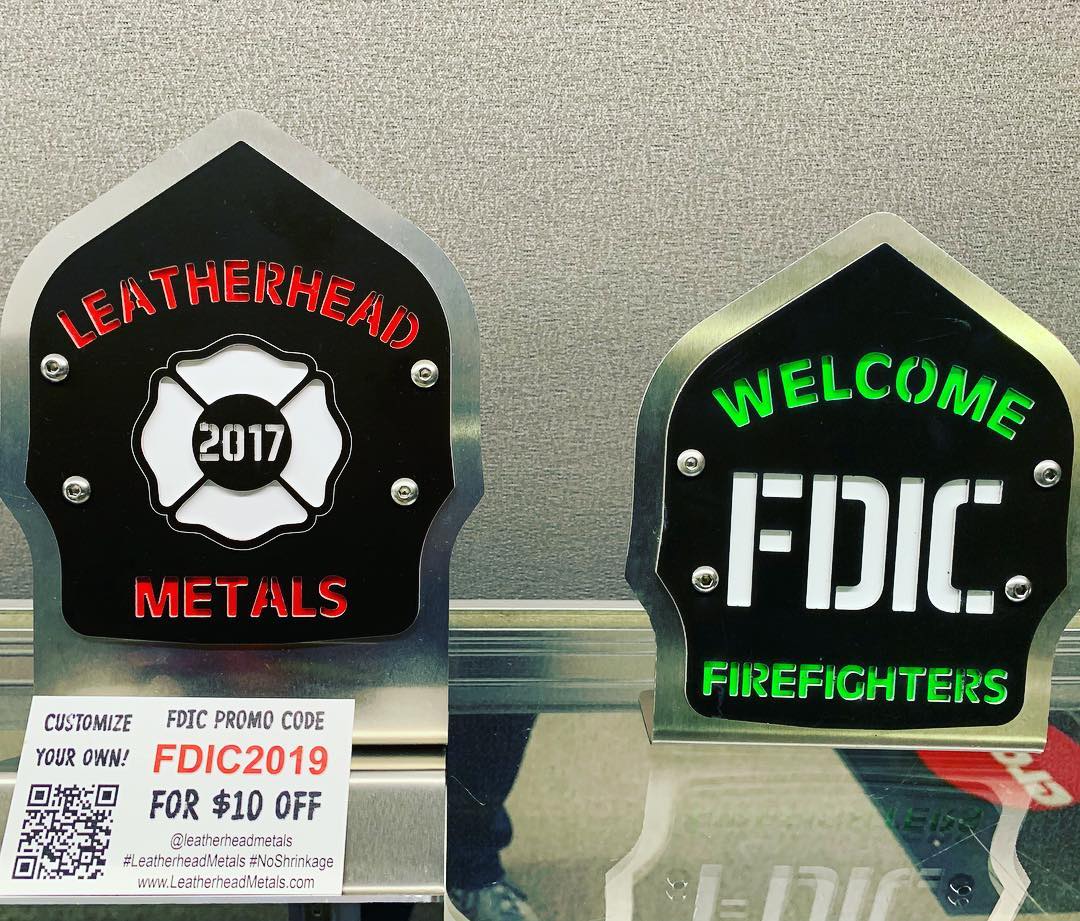 LEATHERHEAD
2017
METALS
WELCOME
FDIC
FIREFIGHTERS
CUSTOMIZE
YOUR OWN!
FDIC PROMO CODE
FDIC2019
FOR $10 OFF
@leatherheadmetals
#LeatherheadMetals #NoShrinkage
www.LeatherheadMetals.com